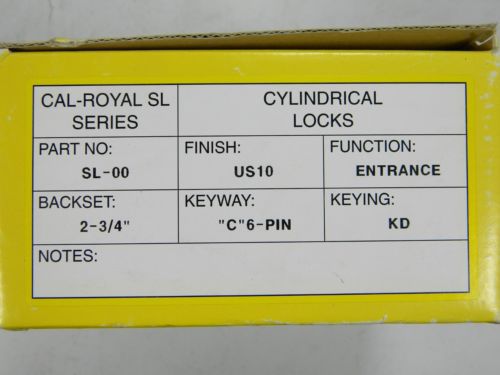 CAL-ROYAL SL
SERIES
CYLINDRICAL
LOCKS
PART NO:
SL-00
FINISH:
US10
FUNCTION:
ENTRANCE
BACKSET:
2-3/4"
KEYWAY:
"C"6-PIN
KEYING:
KD
NOTES: